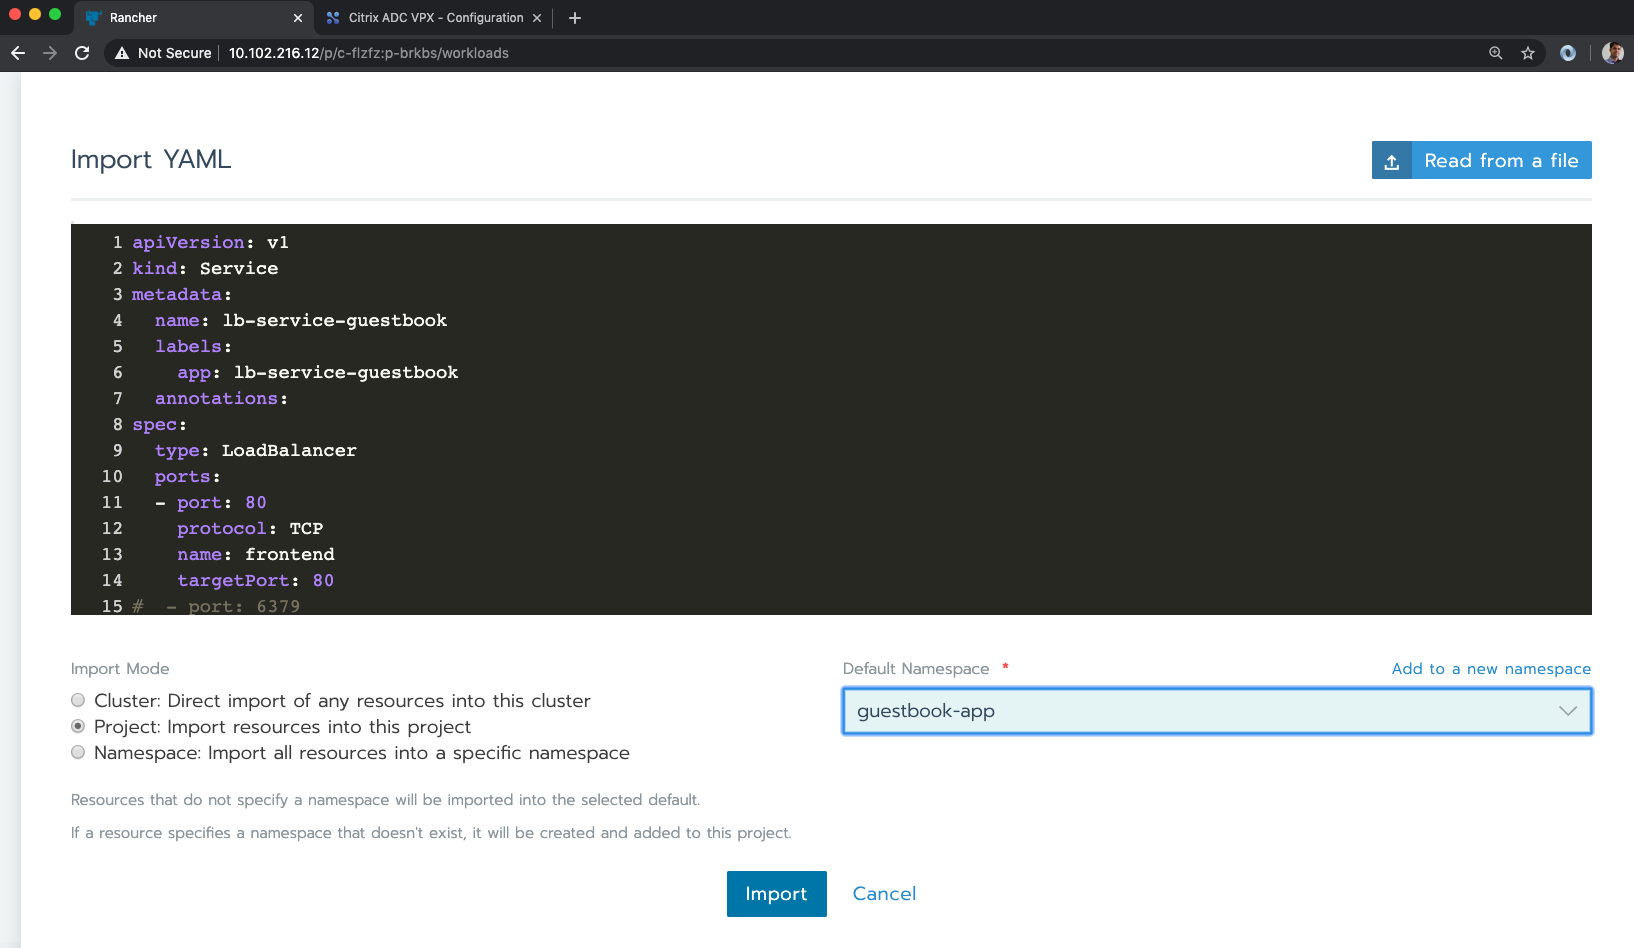 Rancher
Citrix ADC VPX - Configuration
Not Secure
10.102.216.12/p/c-flzfz:p-brkbs/workloads
Import YAML
Read from a file
1 apiVersion: v1
2 kind: Service
3 metadata:
4   name: lb-service-guestbook
5   labels:
6     app: lb-service-guestbook
7   annotations:
8 spec:
9   type: LoadBalancer
10   ports:
11   - port: 80
12     protocol: TCP
13     name: frontend
14     targetPort: 80
15 #  - port: 6379
Import Mode
Cluster: Direct import of any resources into this cluster
Project: Import resources into this project
Namespace: Import all resources into a specific namespace
Default Namespace *
Add to a new namespace
guestbook-app
Resources that do not specify a namespace will be imported into the selected default.
If a resource specifies a namespace that doesn't exist, it will be created and added to this project.
Import
Cancel